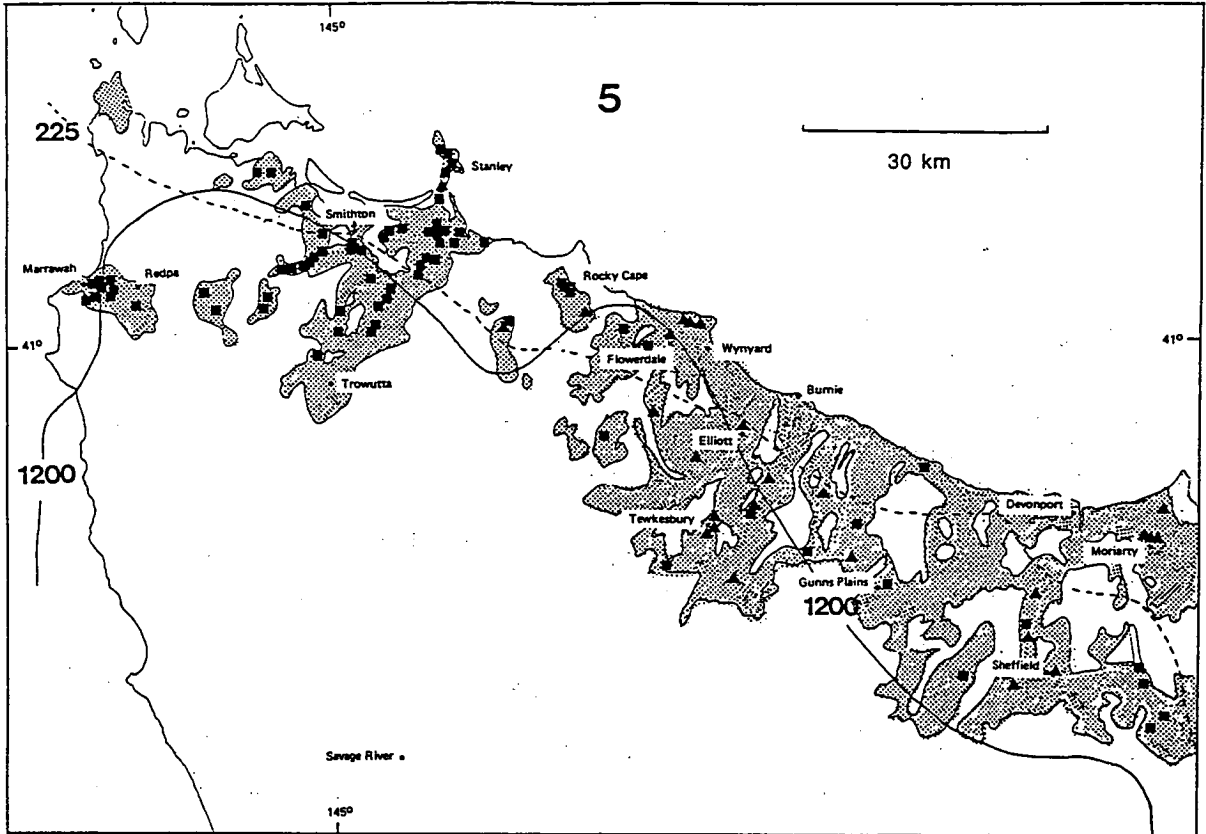 145°
5
225
30 km
Stanley
Smithton
Marrawah
Redpa
Rocky Cape
41°
41°
Wynyard
Flowerdale
Trowutta
Burnie
Elliott
1200
Devonport
Tewkesbury
Moriarty
Gunns Plains
1200
Sheffield
Savage River
145°